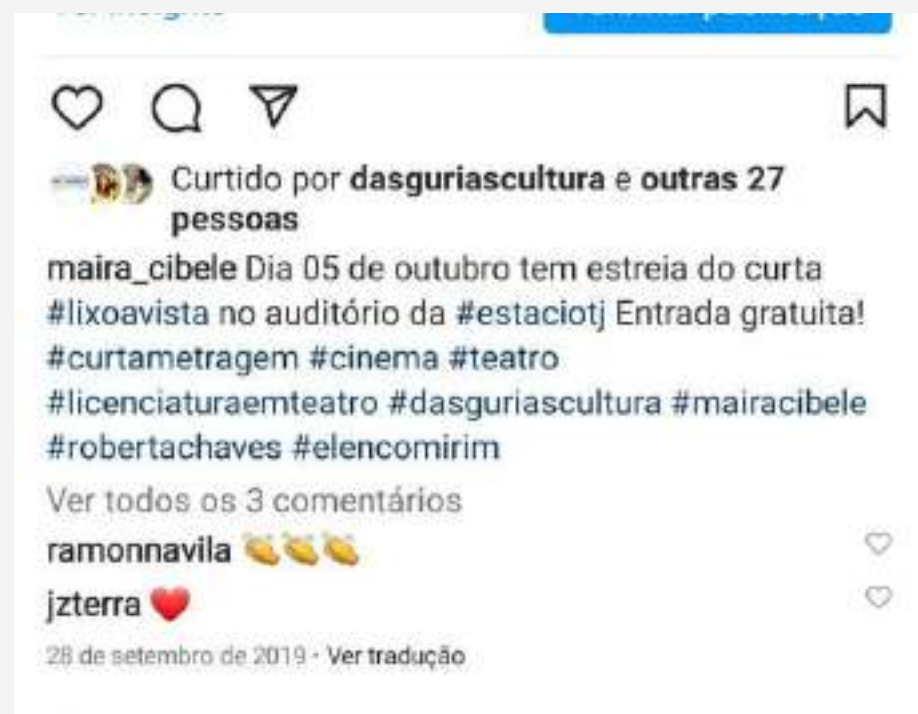 Curtido por dasguriascultura e outras 27
pessoas
maira_cibele Dia 05 de outubro tem estreia do curta
#lixoavista no auditório da #estaciotj Entrada gratuita!
#curtametragem #cinema #teatro
#licenciaturaemteatro #dasguriascultura #mairacibele
#robertachaves #elencomirim
Ver todos os 3 comentários
ramonnavila 👏👏👏
jzterra ❤️
28 de setembro de 2019 · Ver tradução